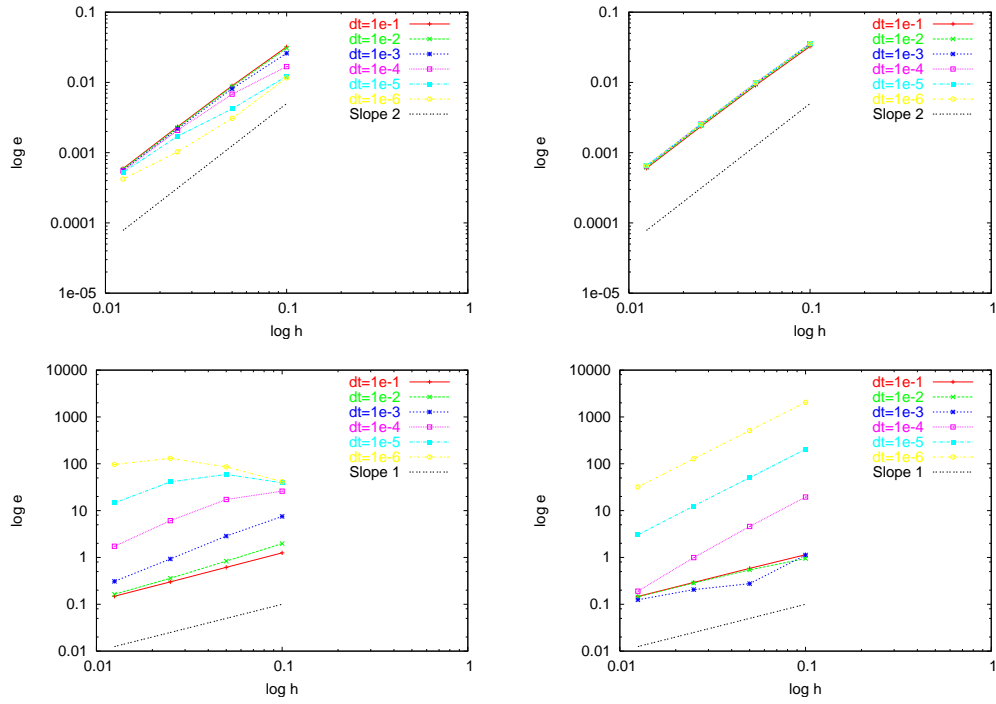 0.1
0.01
0.001
0.0001
1e-05
0.01
0.1
1
log e
log h
dt=1e-1
dt=1e-2
dt=1e-3
dt=1e-4
dt=1e-5
dt=1e-6
Slope 2
0.1
0.01
0.001
0.0001
1e-05
0.01
0.1
1
log e
log h
dt=1e-1
dt=1e-2
dt=1e-3
dt=1e-4
dt=1e-5
dt=1e-6
Slope 2
10000
1000
100
10
1
0.1
0.01
0.01
0.1
1
log e
log h
dt=1e-1
dt=1e-2
dt=1e-3
dt=1e-4
dt=1e-5
dt=1e-6
Slope 1
10000
1000
100
10
1
0.1
0.01
0.01
0.1
1
log e
log h
dt=1e-1
dt=1e-2
dt=1e-3
dt=1e-4
dt=1e-5
dt=1e-6
Slope 1